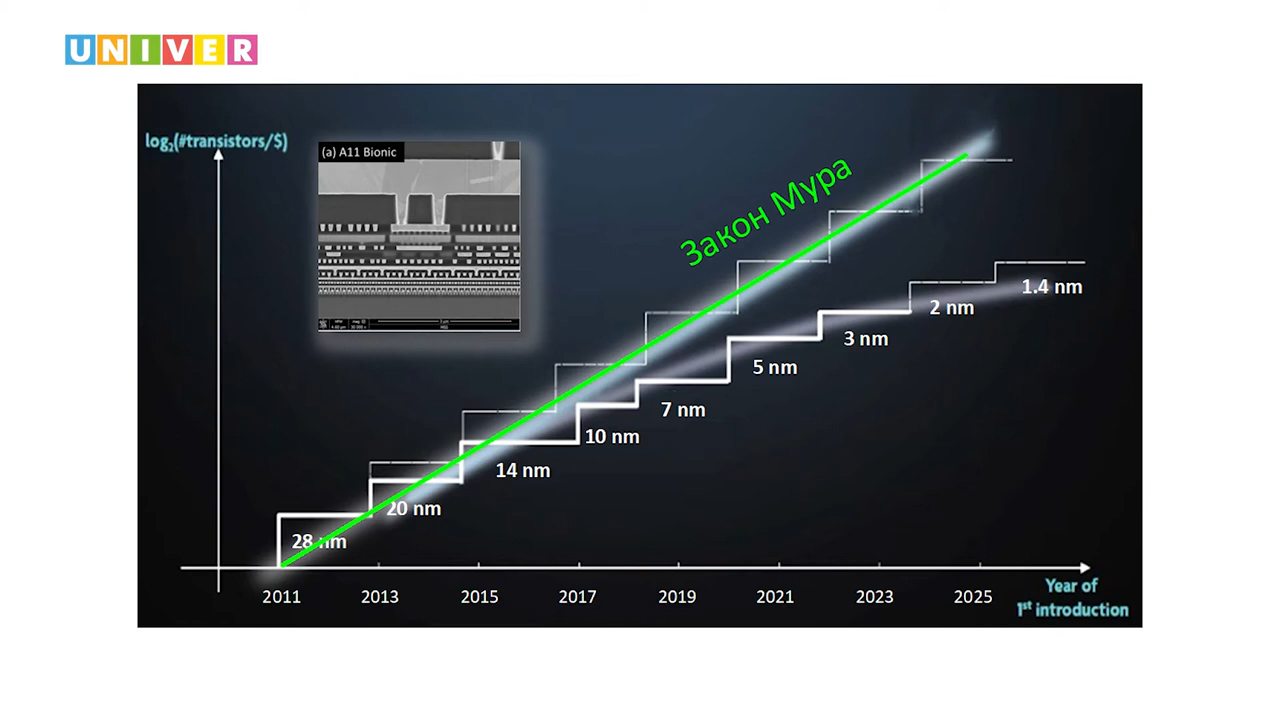 UNIVER
log₂(#transistors/$)
(a) A11 Bionic
Закон Мура
1.4 nm
2 nm
3 nm
5 nm
7 nm
10 nm
14 nm
20 nm
28 nm
2011 2013 2015 2017 2019 2021 2023 2025
Year of
1st introduction